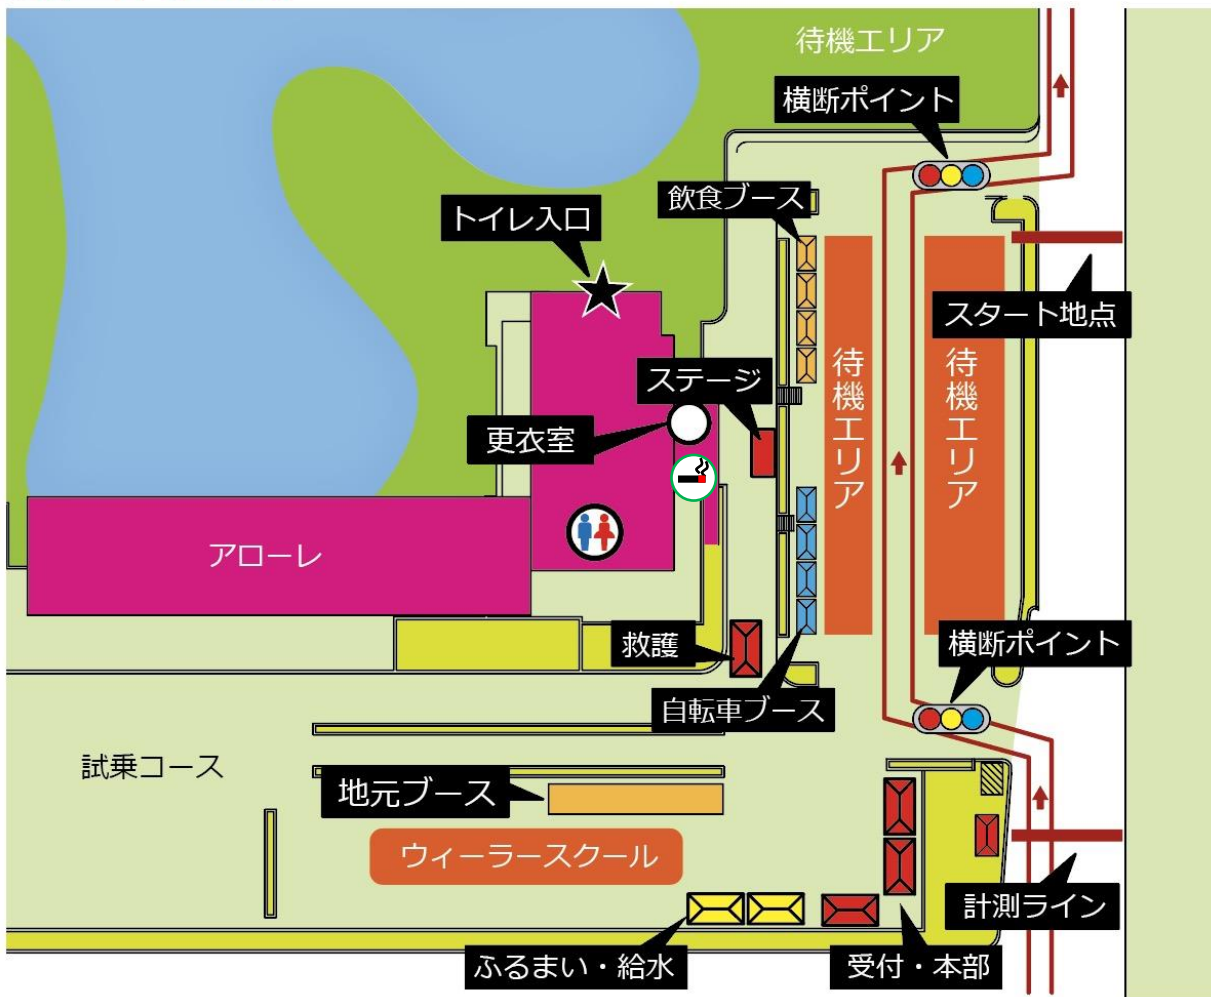 待機エリア
横断ポイント
飲食ブース
トイレ入口
スタート地点
ステージ
待機エリア
待機エリア
更衣室
アローレ
救護
横断ポイント
自転車ブース
試乗コース
地元ブース
ウィーラースクール
計測ライン
ふるまい・給水
受付・本部